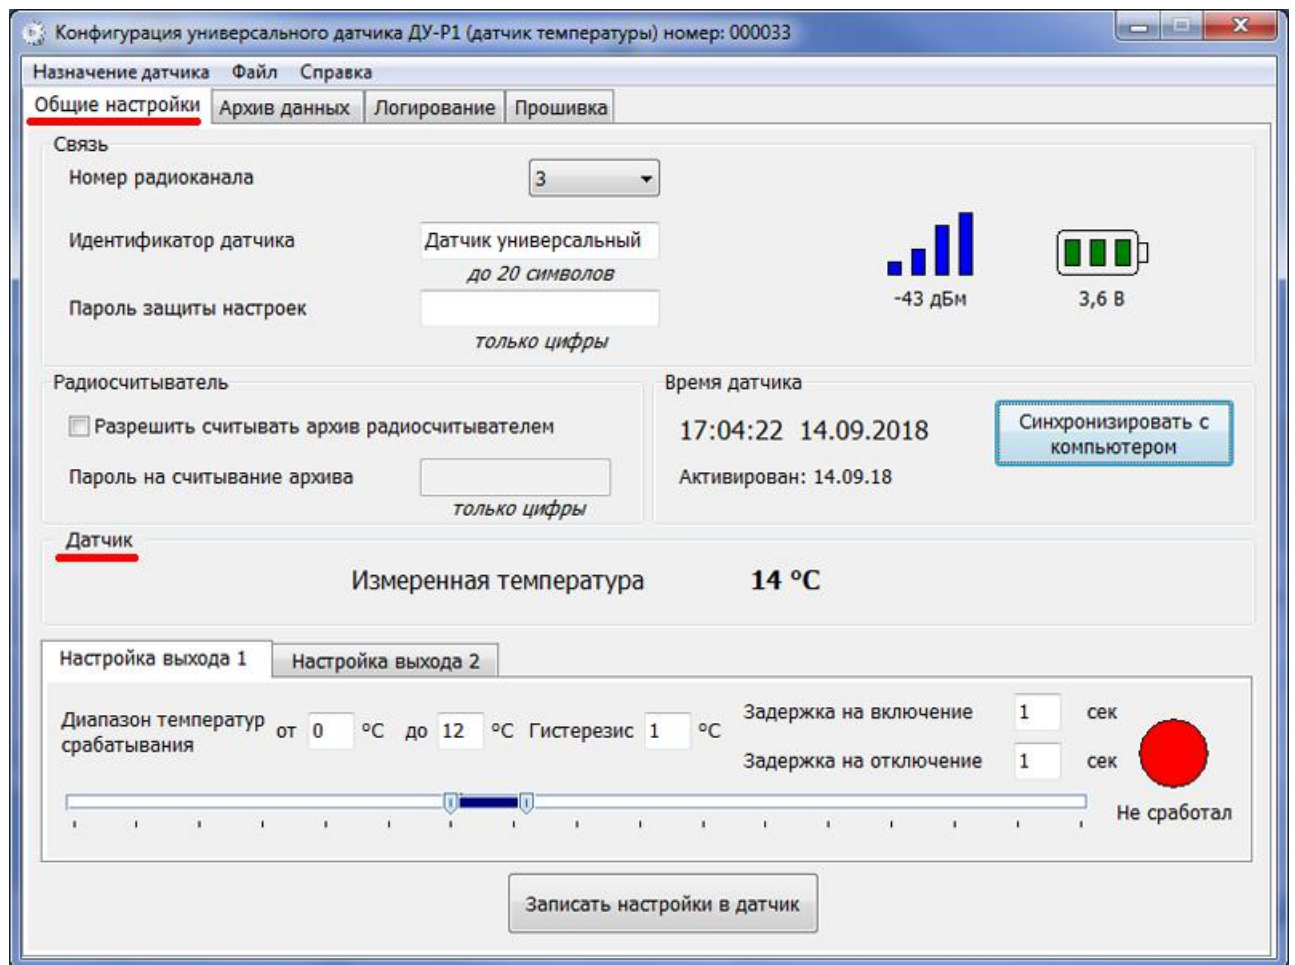 Конфигурация универсального датчика ДУ-Р1 (датчик температуры) номер: 000033
Назначение датчика Файл Справка
Общие настройки Архив данных Логирование Прошивка
Связь
Номер радиоканала 3
Идентификатор датчика Датчик универсальный
до 20 символов
-43 дБм 3,6 В
Пароль защиты настроек
только цифры
Радиосчитыватель
Разрешить считывать архив радиосчитывателем
Пароль на считывание архива
только цифры
Время датчика
17:04:22 14.09.2018
Синхронизировать с
компьютером
Активирован: 14.09.18
Датчик
Измеренная температура 14 °C
Настройка выхода 1 Настройка выхода 2
Диапазон температур
срабатывания
от 0 °C до 12 °C Гистерезис 1 °C
Задержка на включение 1 сек
Задержка на отключение 1 сек
Не сработал
Записать настройки в датчик